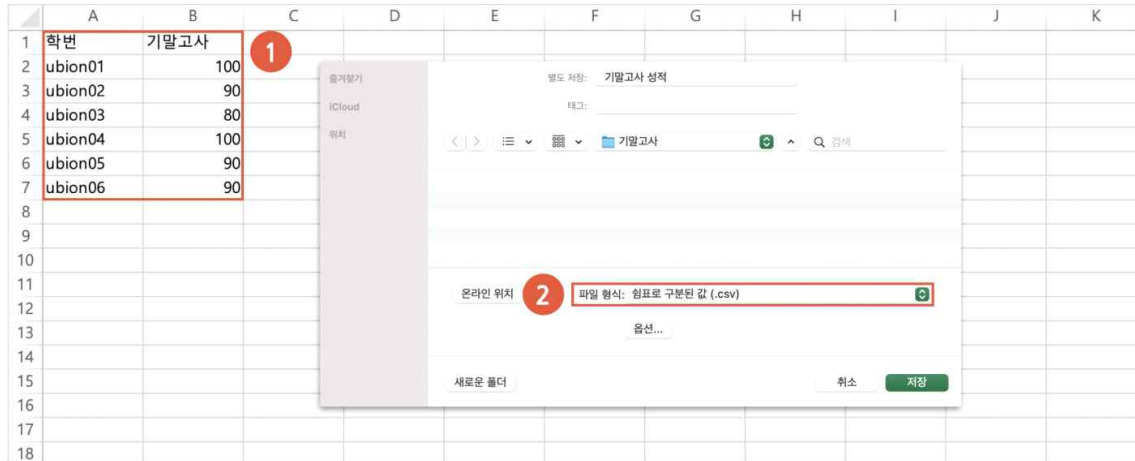 A B C D E F G H I J K
1 학번 기말고사
2 ubion01 100
3 ubion02 90
4 ubion03 80
5 ubion04 100
6 ubion05 90
7 ubion06 90
8
9
10
11
12
13
14
15
16
17
18
1
즐겨찾기
iCloud
위치
별도 저장: 기말고사 성적
태그:
기말고사
검색
온라인 위치
2
파일 형식: 쉼표로 구분된 값 (.csv)
옵션...
새로운 폴더
취소
저장